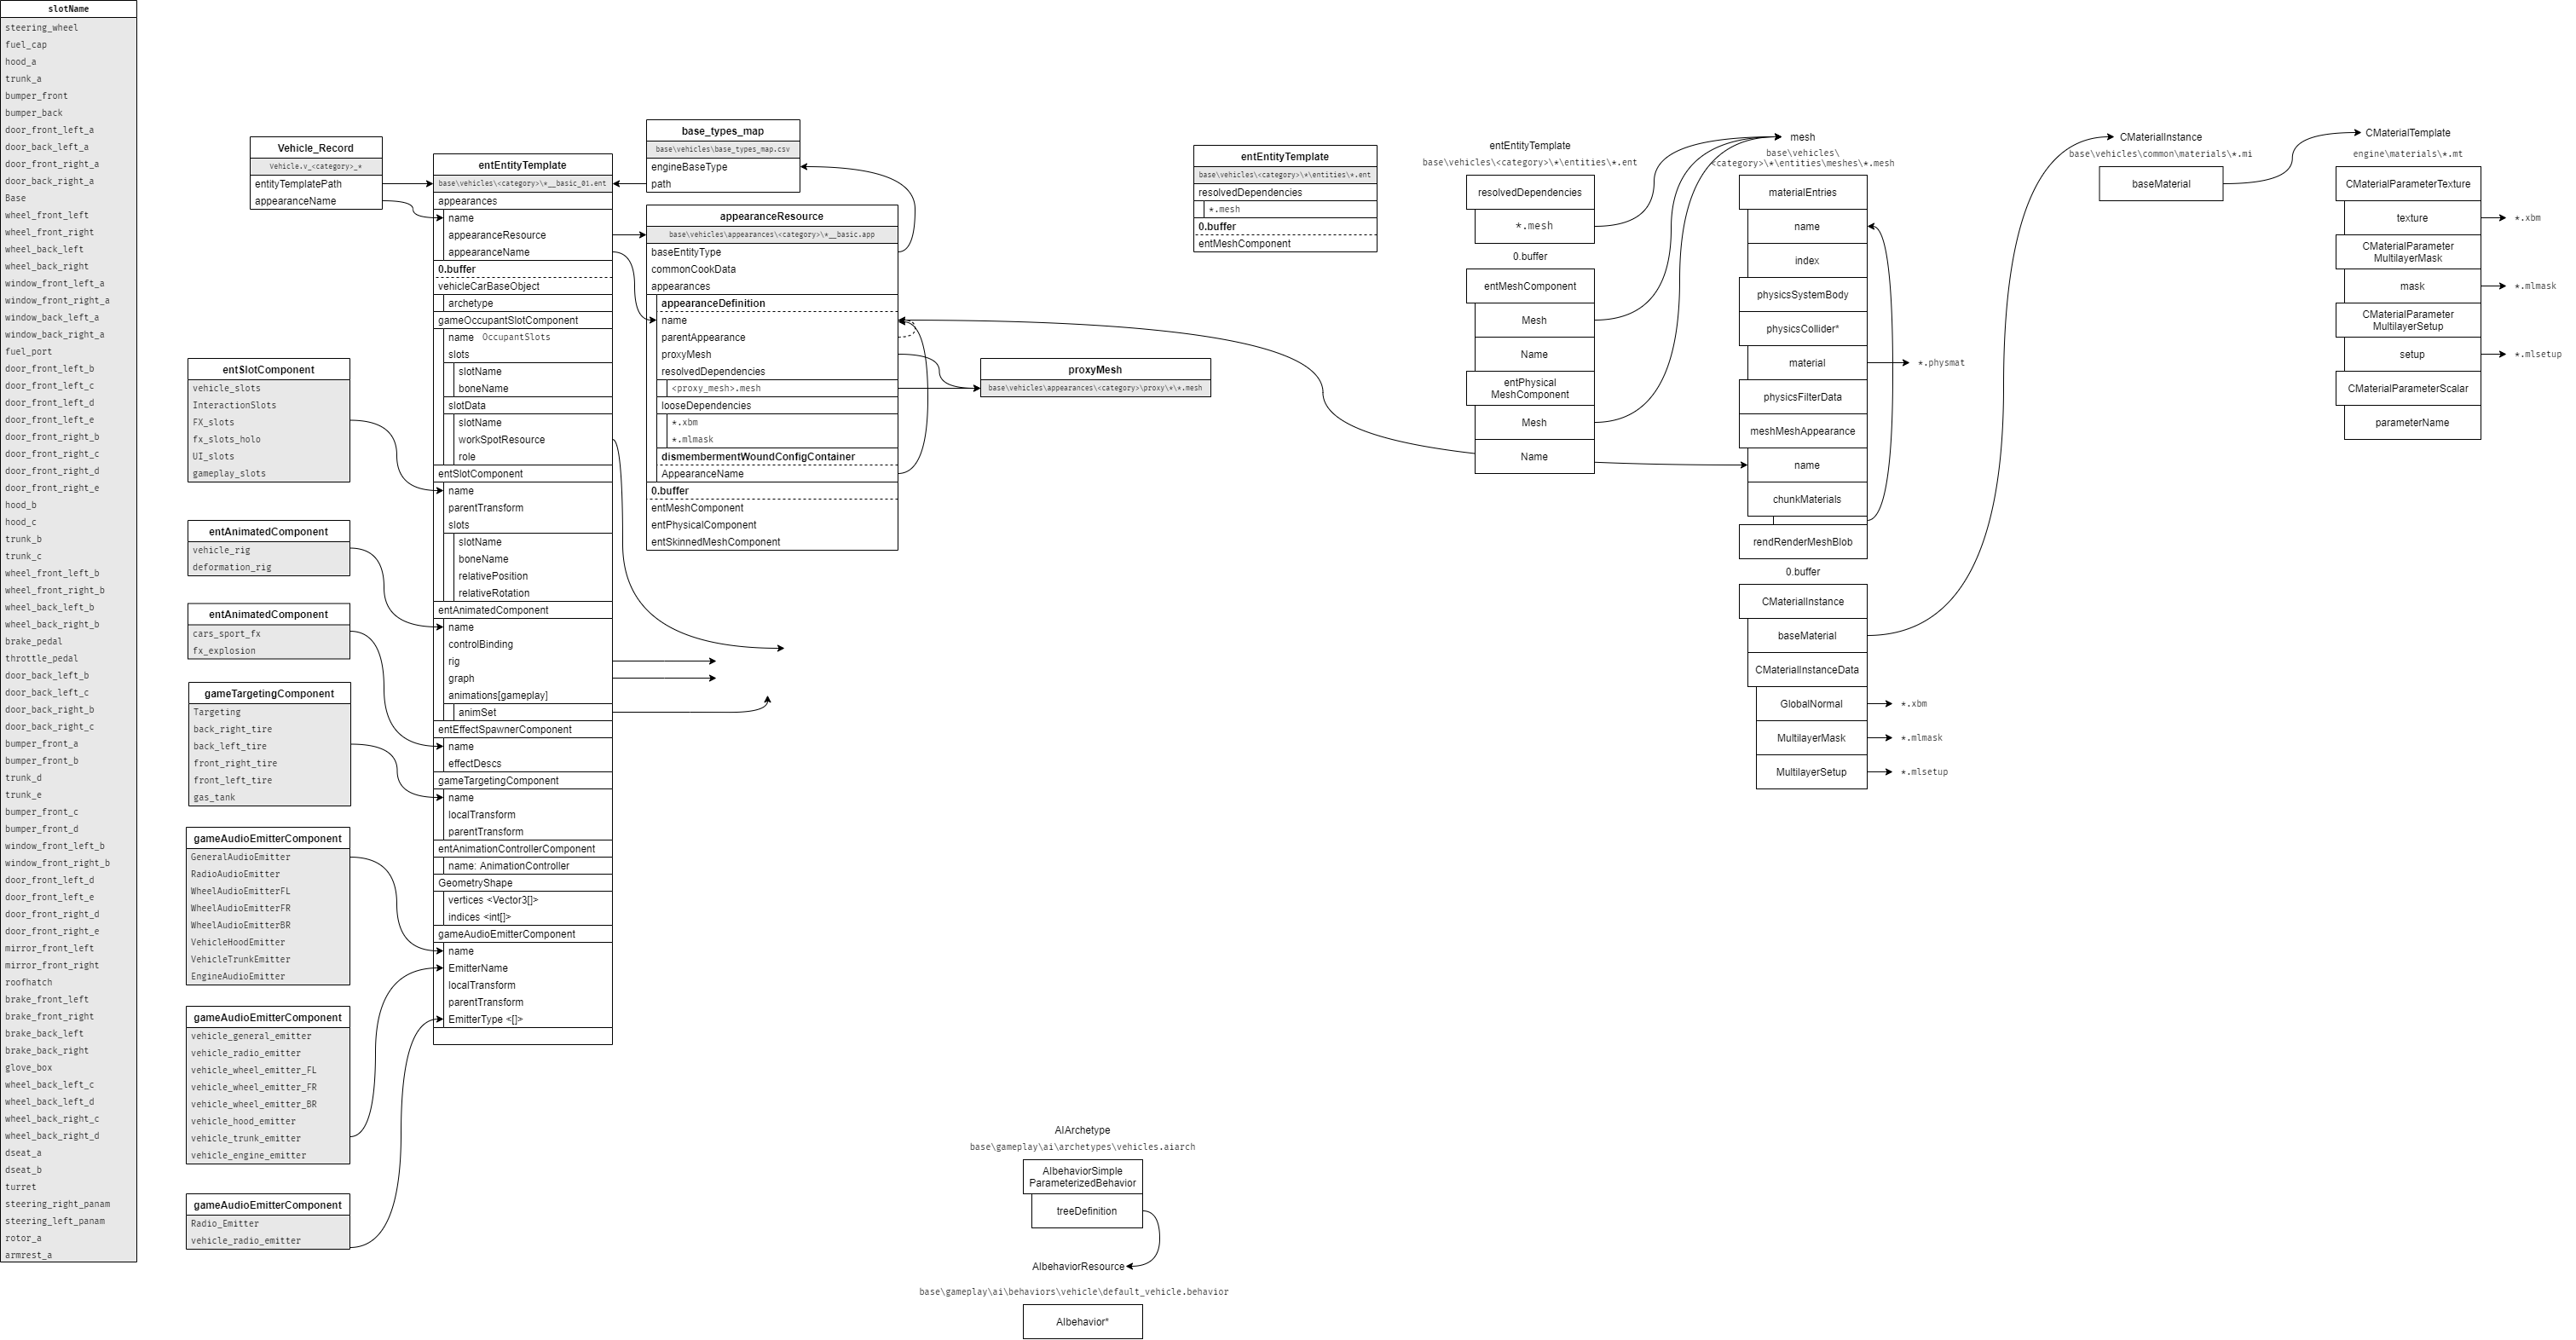 slotName
steering_wheel
fuel_cap
hood_a
trunk_a
bumper_front
bumper_back
door_front_left_a
door_back_left_a
door_front_right_a
door_back_right_a
Base
wheel_front_left
wheel_front_right
wheel_back_left
wheel_back_right
window_front_left_a
window_front_right_a
window_back_left_a
window_back_right_a
fuel_port
door_front_left_b
door_front_left_c
door_front_left_d
door_front_left_e
door_front_right_b
door_front_right_c
door_front_right_d
door_front_right_e
hood_b
hood_c
trunk_b
trunk_c
wheel_front_left_b
wheel_front_right_b
wheel_back_left_b
wheel_back_right_b
brake_pedal
throttle_pedal
door_back_left_b
door_back_left_c
door_back_right_b
door_back_right_c
bumper_front_a
bumper_front_b
trunk_d
trunk_e
bumper_front_c
bumper_front_d
window_front_left_b
window_front_right_b
door_front_left_d
door_front_left_e
door_front_right_d
door_front_right_e
mirror_front_left
mirror_front_right
roofhatch
brake_front_left
brake_front_right
brake_back_left
brake_back_right
glove_box
wheel_back_left_c
wheel_back_left_d
wheel_back_right_c
wheel_back_right_d
dseat_a
dseat_b
turret
steering_right_panam
steering_left_panam
rotor_a
armrest_a
Vehicle_Record
Vehicle.v_<category>_*
entityTemplatePath
appearanceName
entSlotComponent
vehicle_slots
InteractionSlots
FX_slots
fx_slots_holo
UI_slots
gameplay_slots
entAnimatedComponent
vehicle_rig
deformation_rig
entAnimatedComponent
cars_sport_fx
fx_explosion
gameTargetingComponent
Targeting
back_right_tire
back_left_tire
front_right_tire
front_left_tire
gas_tank
gameAudioEmitterComponent
GeneralAudioEmitter
RadioAudioEmitter
WheelAudioEmitterFL
WheelAudioEmitterFR
WheelAudioEmitterBR
VehicleHoodEmitter
VehicleTrunkEmitter
EngineAudioEmitter
gameAudioEmitterComponent
vehicle_general_emitter
vehicle_radio_emitter
vehicle_wheel_emitter_FL
vehicle_wheel_emitter_FR
vehicle_wheel_emitter_BR
vehicle_hood_emitter
vehicle_trunk_emitter
vehicle_engine_emitter
gameAudioEmitterComponent
Radio_Emitter
vehicle_radio_emitter
entEntityTemplate
base\vehicles\<category>\*__basic_01.ent
appearances
name
appearanceResource
appearanceName
0.buffer
vehicleCarBaseObject
archetype
gameOccupantSlotComponent
name OccupantSlots
slots
slotName
boneName
slotData
slotName
workSpotResource
role
entSlotComponent
name
parentTransform
slots
slotName
boneName
relativePosition
relativeRotation
entAnimatedComponent
name
controlBinding
rig
graph
animations[gameplay]
animSet
entEffectSpawnerComponent
name
effectDescs
gameTargetingComponent
name
localTransform
parentTransform
entAnimationControllerComponent
name: AnimationController
GeometryShape
vertices <Vector3[]>
indices <int[]>
gameAudioEmitterComponent
name
EmitterName
localTransform
parentTransform
EmitterType <[]>
base_types_map
base\vehicles\base_types_map.csv
engineBaseType
path
appearanceResource
base\vehicles\appearances\<category>\*__basic.app
baseEntityType
commonCookData
appearances
appearanceDefinition
name
parentAppearance
proxyMesh
resolvedDependencies
<proxy_mesh>.mesh
looseDependencies
*.xbm
*.mlmask
dismembermentWoundConfigContainer
AppearanceName
0.buffer
entMeshComponent
entPhysicalComponent
entSkinnedMeshComponent
proxyMesh
base\vehicles\appearances\<category>\proxy\*\*.mesh
entEntityTemplate
base\vehicles\<category>\*\entities\*.ent
resolvedDependencies
*.mesh
0.buffer
entMeshComponent
entEntityTemplate
base\vehicles\<category>\*\entities\*.ent
resolvedDependencies
*.mesh
0.buffer
entMeshComponent
Mesh
Name
entPhysical
MeshComponent
Mesh
Name
mesh
base\vehicles\
<category>\*\entities\meshes\*.mesh
materialEntries
name
index
physicsSystemBody
physicsCollider*
material
*.physmat
physicsFilterData
meshMeshAppearance
name
chunkMaterials
rendRenderMeshBlob
0.buffer
CMaterialInstance
baseMaterial
CMaterialInstanceData
GlobalNormal
*.xbm
MultilayerMask
*.mlmask
MultilayerSetup
*.mlsetup
CMaterialInstance
base\vehicles\common\materials\*.mi
baseMaterial
CMaterialTemplate
engine\materials\*.mt
CMaterialParameterTexture
texture
*.xbm
CMaterialParameter
MultilayerMask
mask
*.mlmask
CMaterialParameter
MultilayerSetup
setup
*.mlsetup
CMaterialParameterScalar
parameterName
AIArchetype
base\gameplay\ai\archetypes\vehicles.aiarch
AIbehaviorSimple
ParameterizedBehavior
treeDefinition
AIbehaviorResource
base\gameplay\ai\behaviors\vehicle\default_vehicle.behavior
AIbehavior*